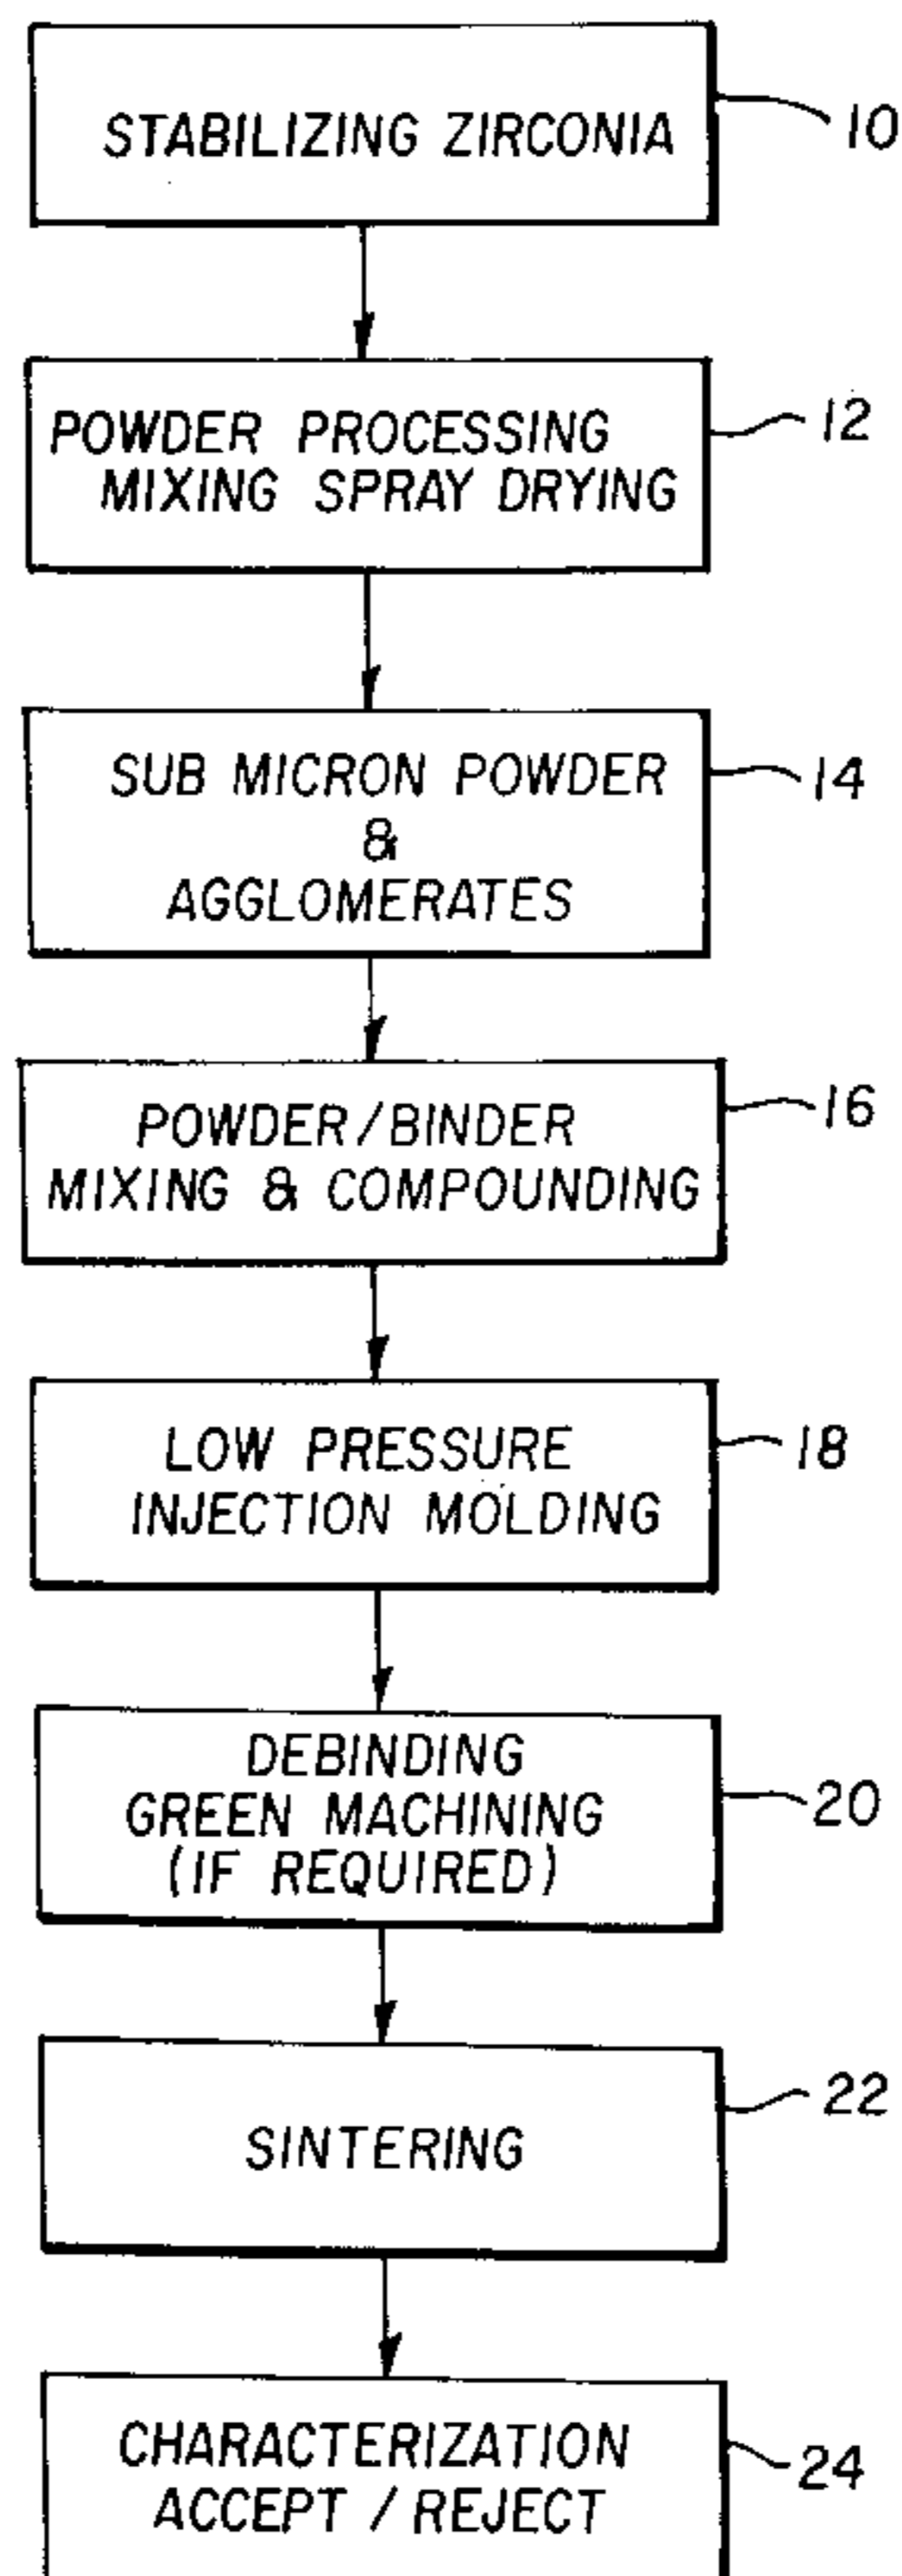 STABILIZING ZIRCONIA
10
POWDER PROCESSING
MIXING SPRAY DRYING
12
SUB MICRON POWDER
&
AGGLOMERATES
14
POWDER/BINDER
MIXING & COMPOUNDING
16
LOW PRESSURE
INJECTION MOLDING
18
DEBINDING
GREEN MACHINING
(IF REQUIRED)
20
SINTERING
22
CHARACTERIZATION
ACCEPT / REJECT
24